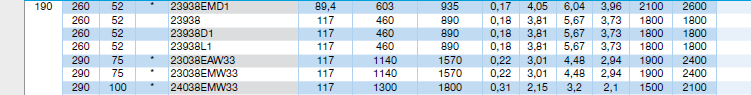 190 260 52 * 23938EMD1 89,4 603 935 0,17 4,05 6,04 3,96 2100 2600
260 52 23938 117 460 890 0,18 3,81 5,67 3,73 1800 1800
260 52 23938D1 117 460 890 0,18 3,81 5,67 3,73 1800 1800
260 52 23938L1 117 460 890 0,18 3,81 5,67 3,73 1800 1800
290 75 * 23038EAW33 117 1140 1570 0,22 3,01 4,48 2,94 1900 2400
290 75 * 23038EMW33 117 1140 1570 0,22 3,01 4,48 2,94 1900 2400
290 100 * 24038EMW33 117 1300 1800 0,31 2,15 3,2 2,1 1500 2100